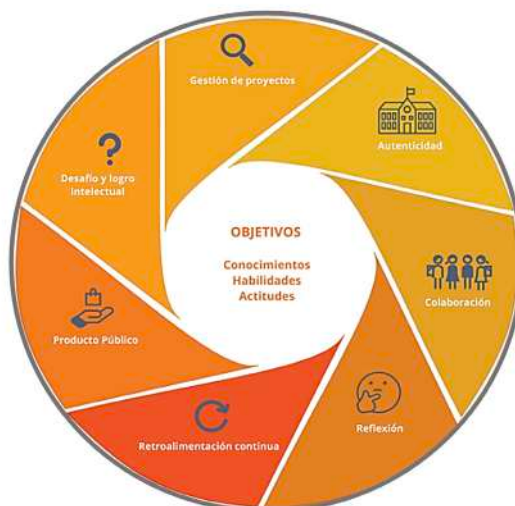 Gestión de proyectos
Autenticidad
Colaboración
Reflexión
Retroalimentación continua
Producto Público
Desafío y logro
intelectual
OBJETIVOS
Conocimientos
Habilidades
Actitudes